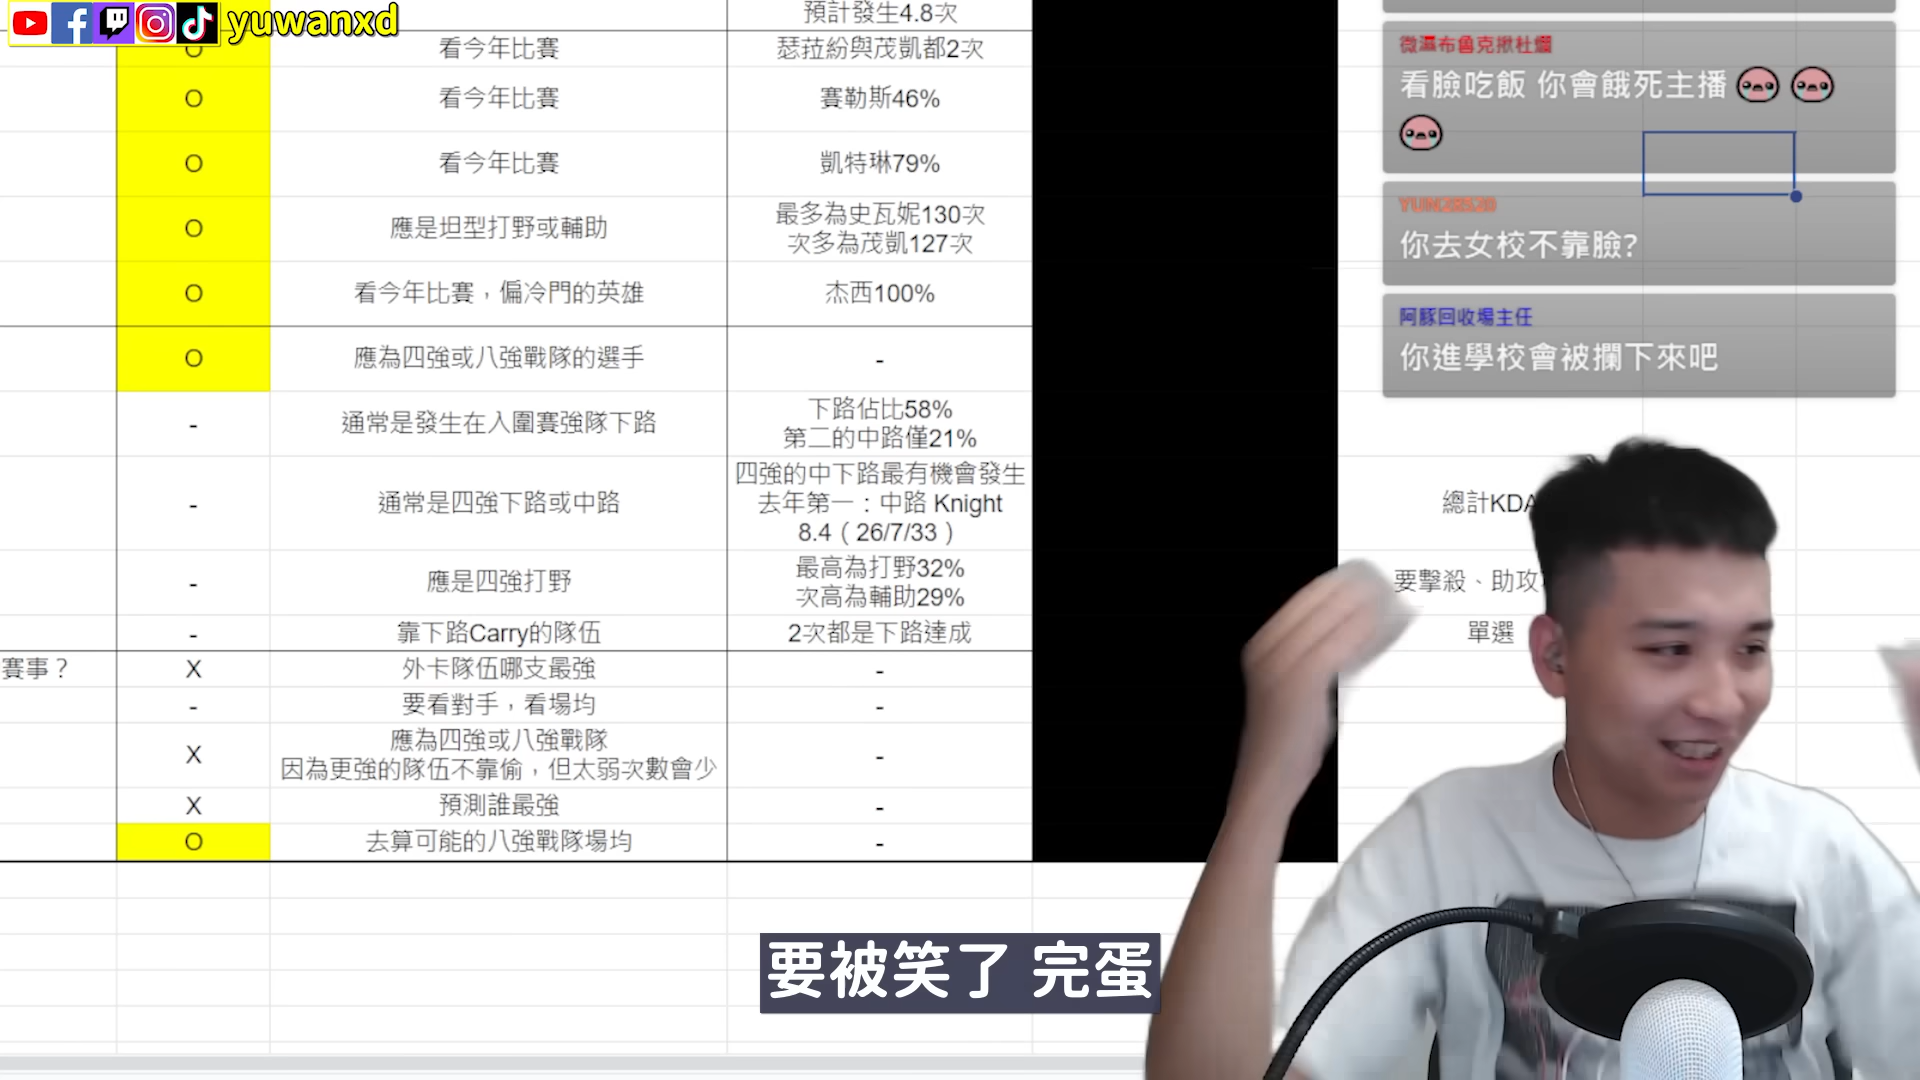 yuwanxd
預計發生4.8次
O 看今年比賽 瑟菈紛與茂凱都2次
O 看今年比賽 賽勒斯46%
O 看今年比賽 凱特琳79%
O 應是坦型打野或輔助 最多為史瓦妮130次
次多為茂凱127次
O 看今年比賽，偏冷門的英雄 杰西100%
O 應為四強或八強戰隊的選手 -
- 通常是發生在入圍賽強隊下路 下路佔比58%
第二的中路僅21%
- 通常是四強下路或中路 四強的中下路最有機會發生
去年第一：中路 Knight
8.4（26/7/33）
- 應是四強打野 最高為打野32%
次高為輔助29%
- 靠下路Carry的隊伍 2次都是下路達成
賽事？ X 外卡隊伍哪支最強 -
- 要看對手，看場均 -
X 應為四強或八強戰隊
因為更強的隊伍不靠偷，但太弱次數會少 -
X 預測誰最強 -
O 去算可能的八強戰隊場均 -
微濕布魯克揪杜爛
看臉吃飯 你會餓死主播
你去女校不靠臉?
阿豚回收場主任
你進學校會被攔下來吧
總計KDA
要擊殺、助攻
單選
要被笑了 完蛋